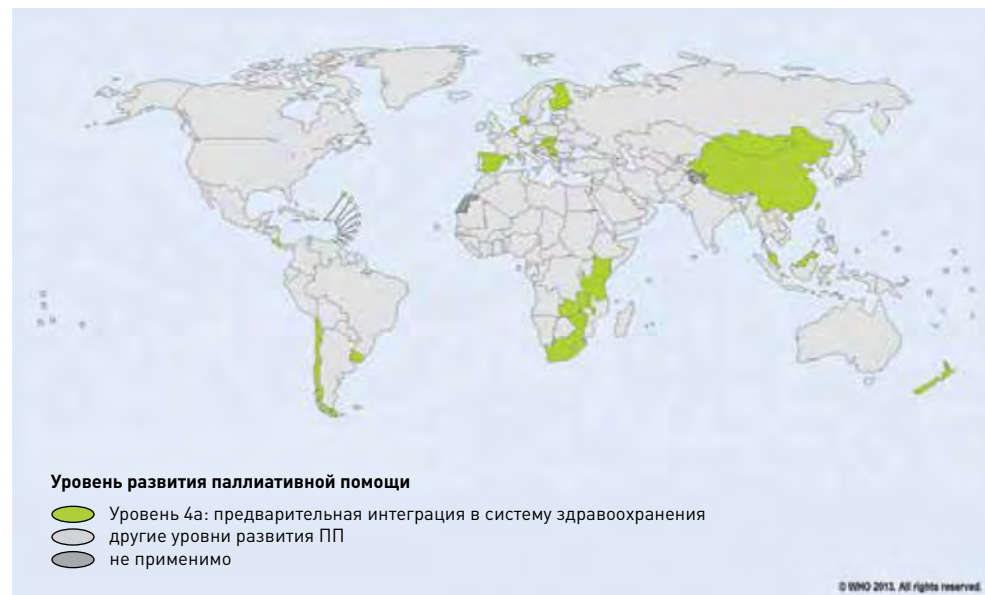 Уровень развития паллиативной помощи
Уровень 4а: предварительная интеграция в систему здравоохранения
другие уровни развития ПП
не применимо
© WHO 2013. All rights reserved.